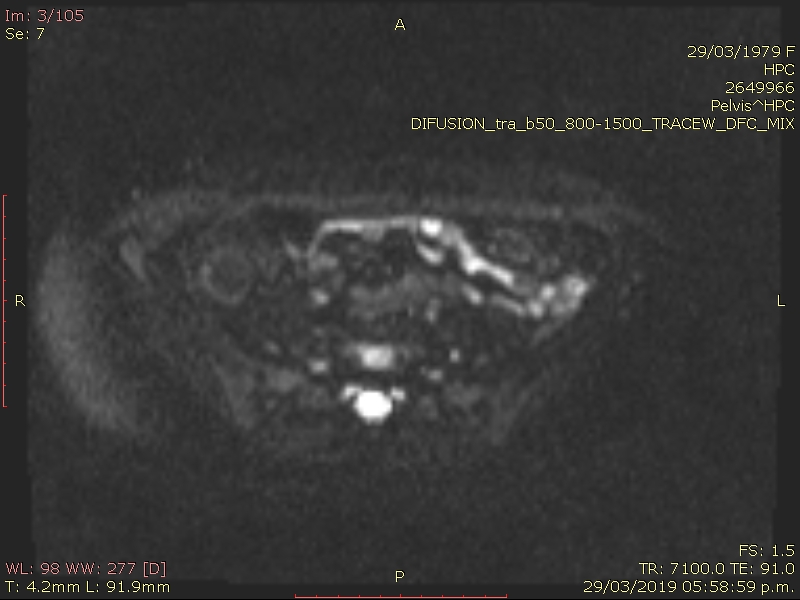 Im: 3/105
Se: 7
A
29/03/1979 F
HPC
2649966
Pelvis^HPC
DIFUSION_tra_b50_800-1500_TRACEW_DFC_MIX
R
L
WL: 98 WW: 277 [D]
T: 4.2mm L: 91.9mm
P
FS: 1.5
TR: 7100.0 TE: 91.0
29/03/2019 05:58:59 p.m.